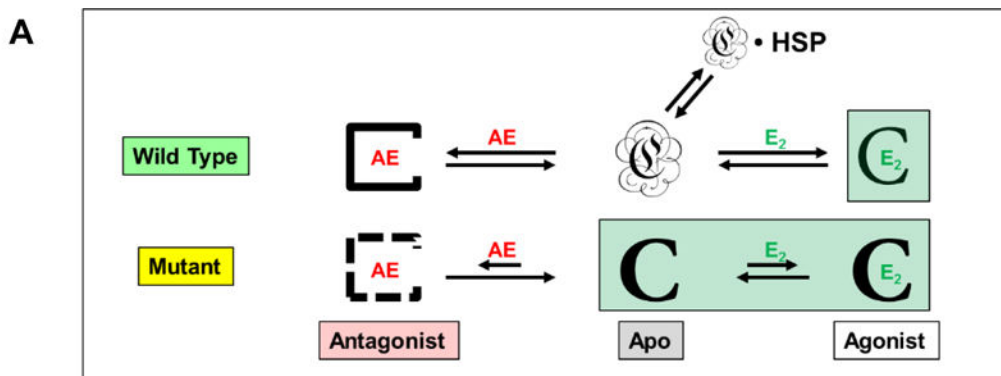 A
C · HSP
Wild Type
AE
AE
C
E2
C
E2
Mutant
AE
AE
C
E2
C
E2
Antagonist
Apo
Agonist